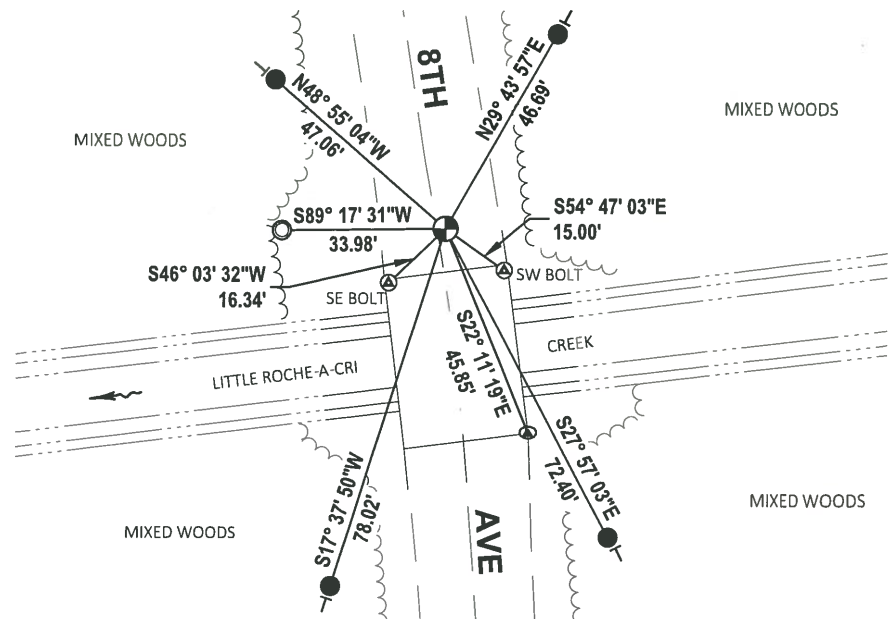 8TH
N29° 43' 57"E
46.69'
N48° 55' 04"W
47.06'
MIXED WOODS
MIXED WOODS
S89° 17' 31"W
33.98'
S54° 47' 03"E
15.00'
S46° 03' 32"W
16.34'
SE BOLT
SW BOLT
S22° 11' 19"E
45.85'
CREEK
LITTLE ROCHE-A-CRI
S27° 57' 03"E
72.40'
S17° 37' 50"W
78.02'
MIXED WOODS
MIXED WOODS
AVE